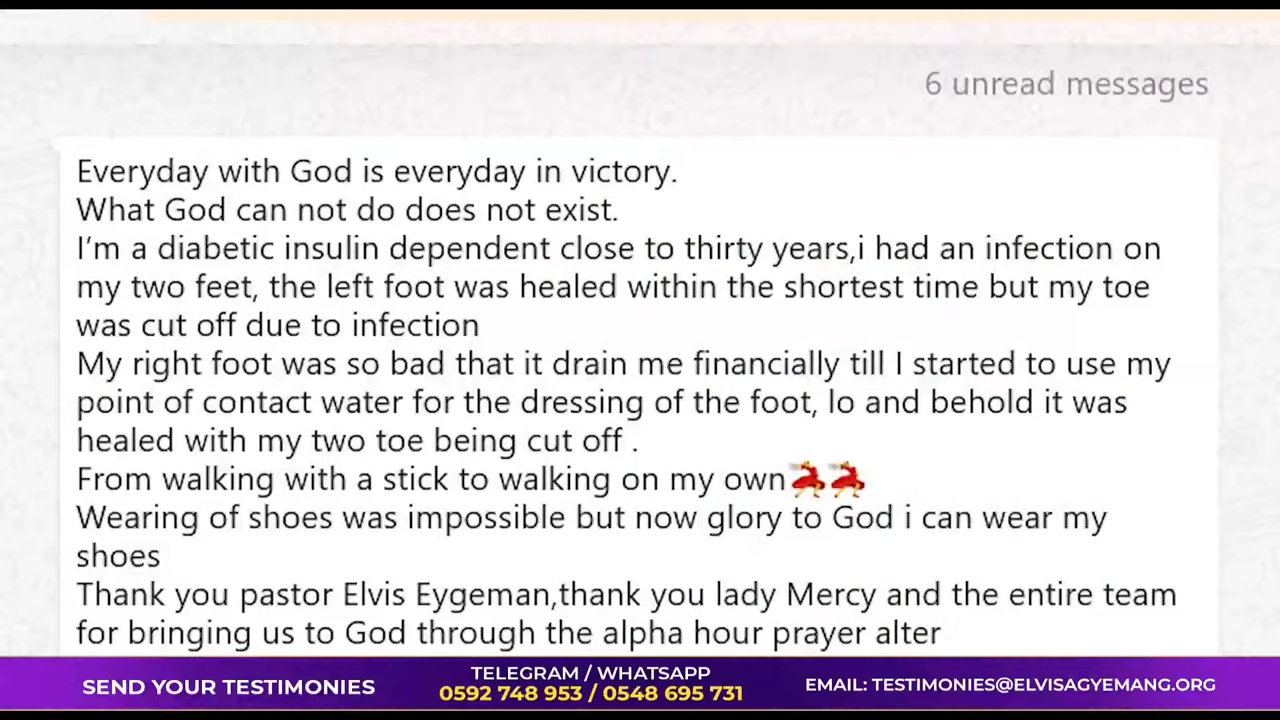 6 unread messages
Everyday with God is everyday in victory.
What God can not do does not exist.
I’m a diabetic insulin dependent close to thirty years,i had an infection on
my two feet, the left foot was healed within the shortest time but my toe
was cut off due to infection
My right foot was so bad that it drain me financially till I started to use my
point of contact water for the dressing of the foot, lo and behold it was
healed with my two toe being cut off .
From walking with a stick to walking on my own💃💃
Wearing of shoes was impossible but now glory to God i can wear my
shoes
Thank you pastor Elvis Eygeman,thank you lady Mercy and the entire team
for bringing us to God through the alpha hour prayer alter
SEND YOUR TESTIMONIES
TELEGRAM / WHATSAPP
0592 748 953 / 0548 695 731
EMAIL: TESTIMONIES@ELVISAGYEMANG.ORG